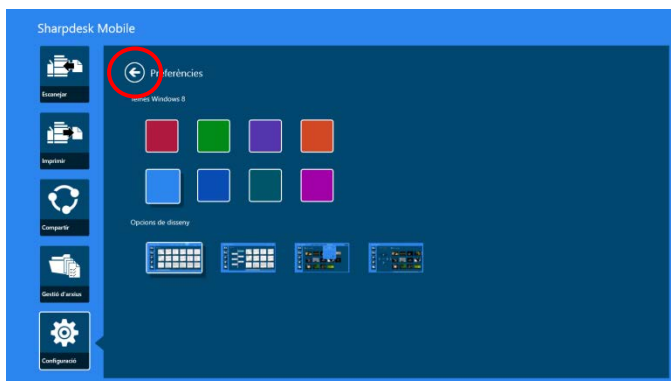 Sharpdesk Mobile
Escanejar
Imprimir
Compartir
Gestió d'arxius
Configuració
Preferències
Temes Windows 8
Opcions de disseny